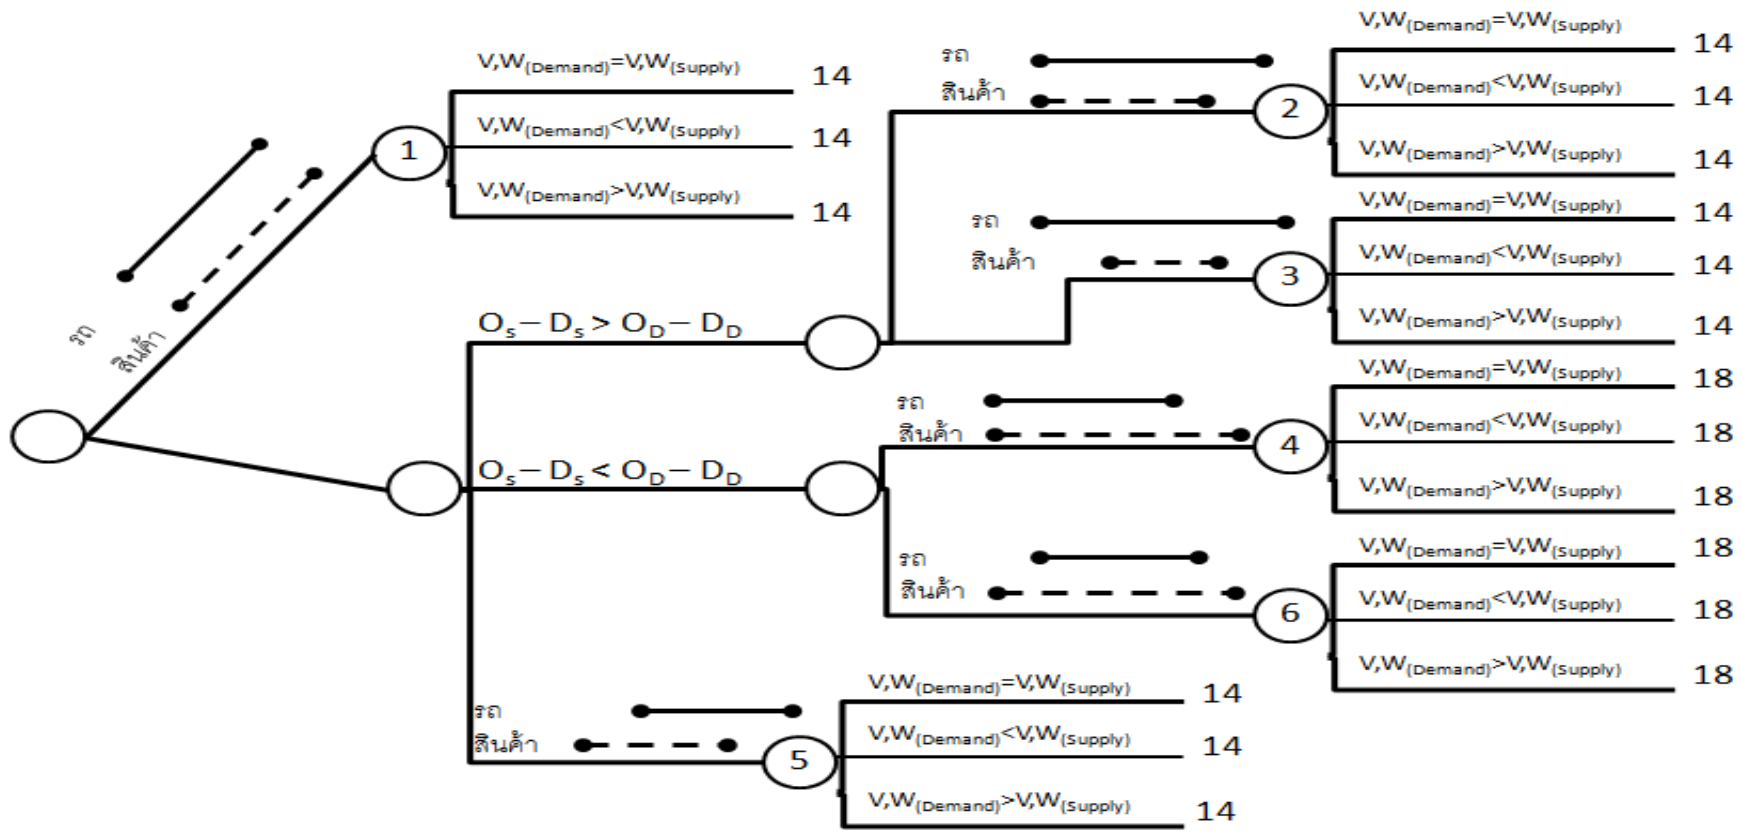 รถ
สินค้า
1
V,W(Demand)=V,W(Supply) 14
V,W(Demand)<V,W(Supply) 14
V,W(Demand)>V,W(Supply) 14
Os – Ds > OD – DD
รถ
สินค้า
2
V,W(Demand)=V,W(Supply) 14
V,W(Demand)<V,W(Supply) 14
V,W(Demand)>V,W(Supply) 14
รถ
สินค้า
3
V,W(Demand)=V,W(Supply) 14
V,W(Demand)<V,W(Supply) 14
V,W(Demand)>V,W(Supply) 14
Os – Ds < OD – DD
รถ
สินค้า
4
V,W(Demand)=V,W(Supply) 18
V,W(Demand)<V,W(Supply) 18
V,W(Demand)>V,W(Supply) 18
รถ
สินค้า
6
V,W(Demand)=V,W(Supply) 18
V,W(Demand)<V,W(Supply) 18
V,W(Demand)>V,W(Supply) 18
รถ
สินค้า
5
V,W(Demand)=V,W(Supply) 14
V,W(Demand)<V,W(Supply) 14
V,W(Demand)>V,W(Supply) 14